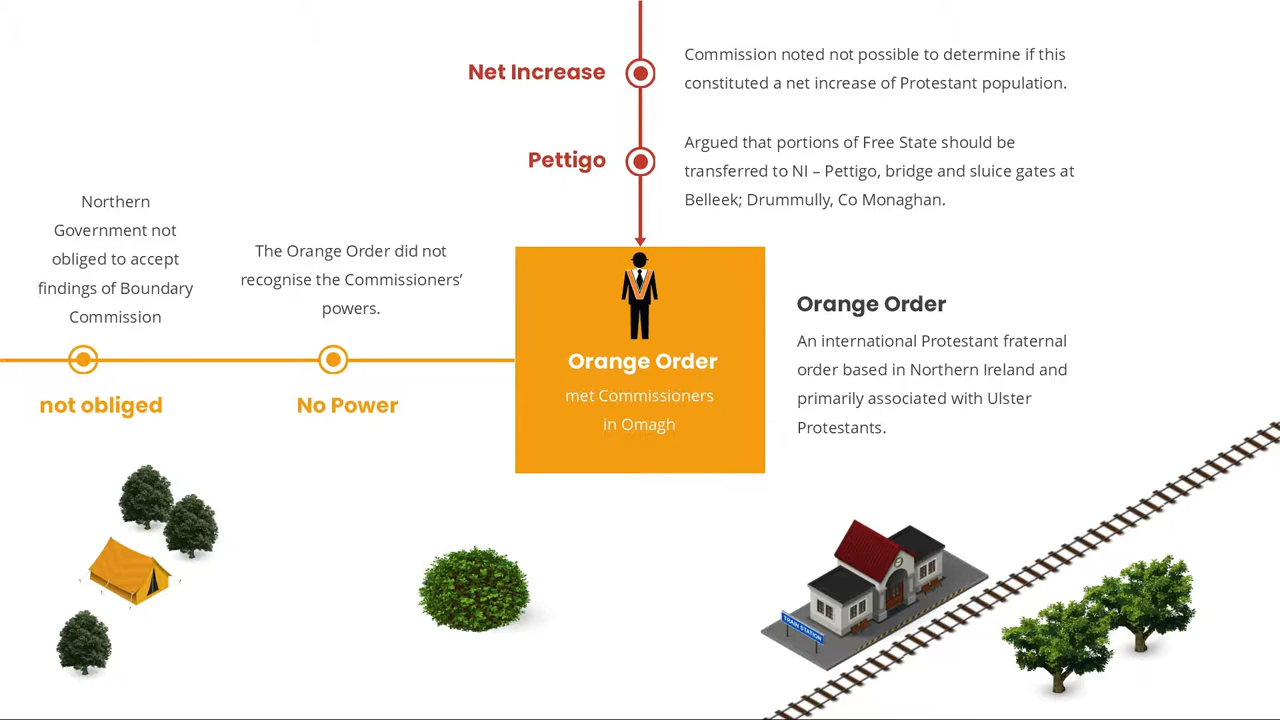 Net Increase
Commission noted not possible to determine if this
constituted a net increase of Protestant population.
Pettigo
Argued that portions of Free State should be
transferred to NI – Pettigo, bridge and sluice gates at
Belleek; Drummully, Co Monaghan.
Northern
Government not
obliged to accept
findings of Boundary
Commission
not obliged
The Orange Order did not
recognise the Commissioners’
powers.
No Power
Orange Order
met Commissioners
in Omagh
Orange Order
An international Protestant fraternal
order based in Northern Ireland and
primarily associated with Ulster
Protestants.
TRAIN STATION